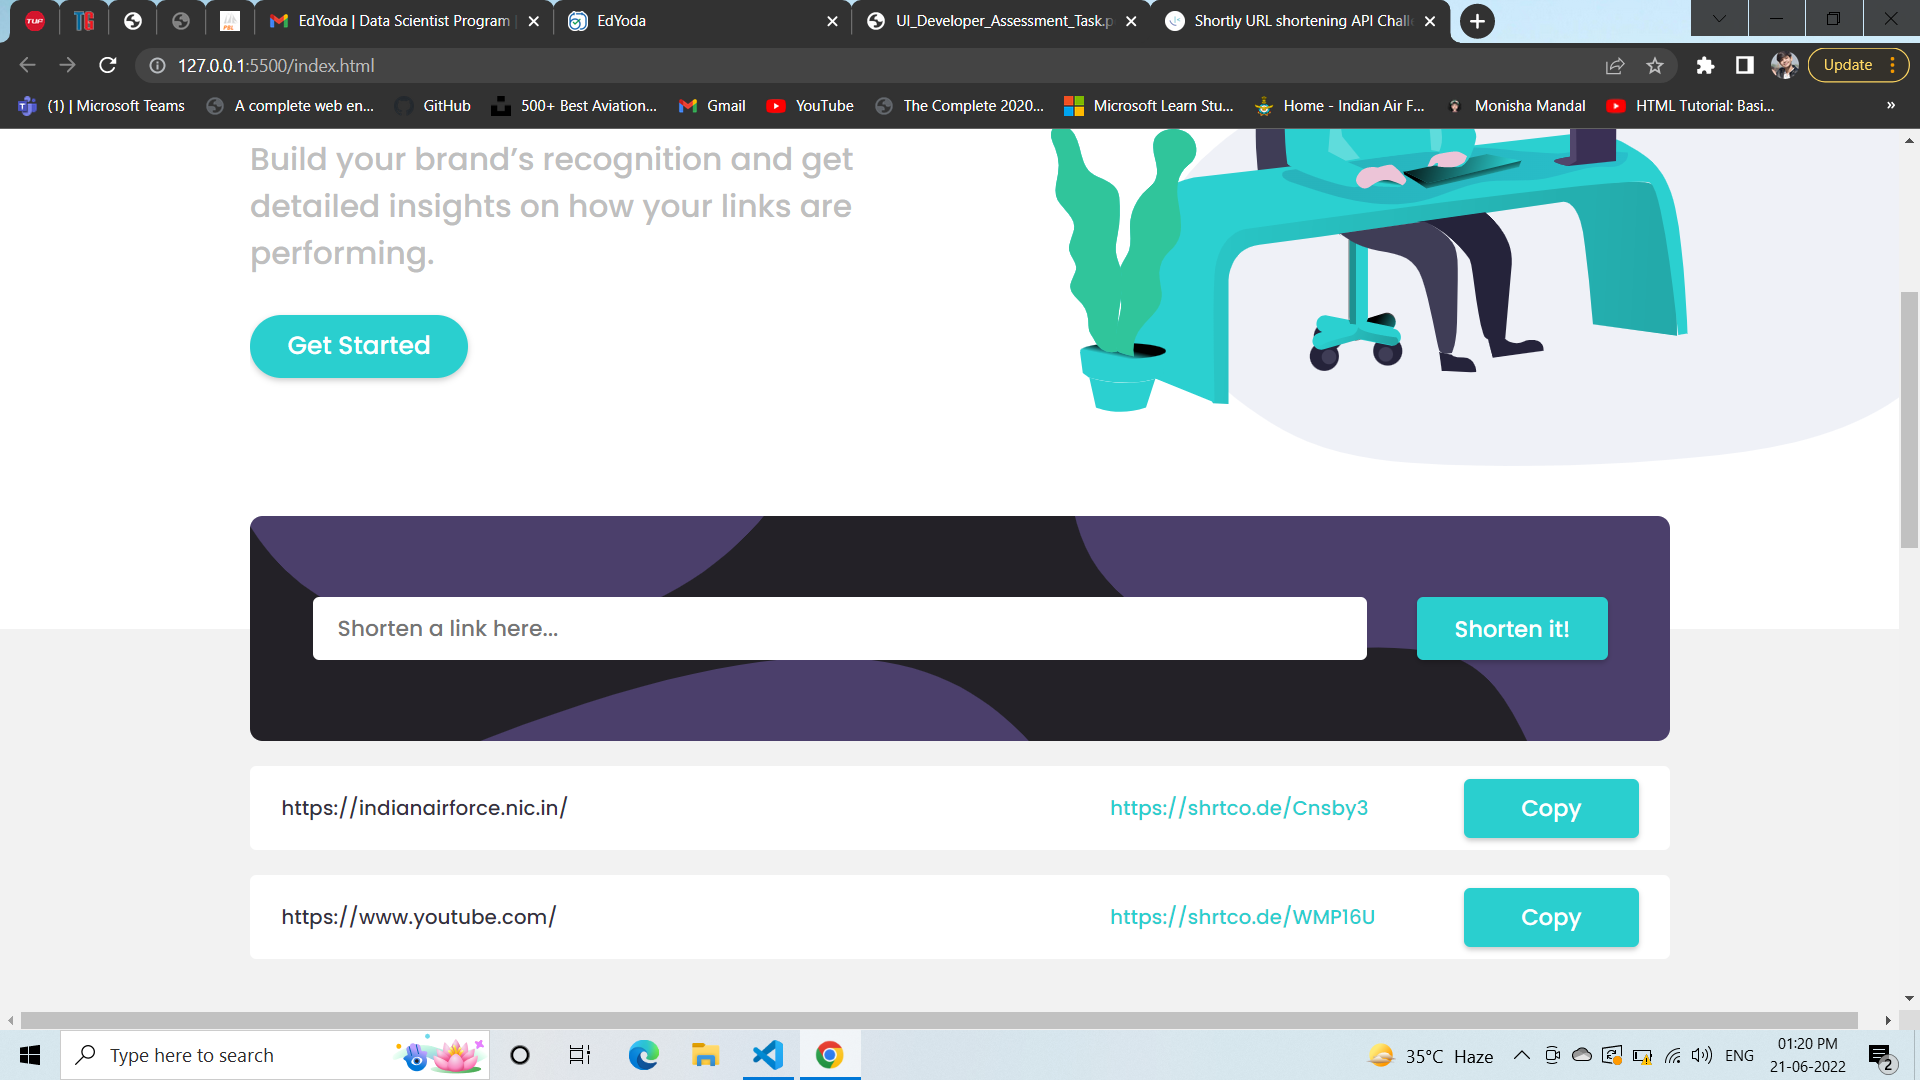 TUF
TG
EdYoda | Data Scientist Program
EdYoda
UI_Developer_Assessment_Task.p
Shortly URL shortening API Chall
127.0.0.1:5500/index.html
Update
(1) | Microsoft Teams
A complete web en...
GitHub
500+ Best Aviation...
Gmail
YouTube
The Complete 2020...
Microsoft Learn Stu...
Home - Indian Air F...
Monisha Mandal
HTML Tutorial: Basi...
»
Build your brand’s recognition and get
detailed insights on how your links are
performing.
Get Started
Shorten a link here...
Shorten it!
https://indianairforce.nic.in/
https://shrtco.de/Cnsby3
Copy
https://www.youtube.com/
https://shrtco.de/WMP16U
Copy
Type here to search
35°C Haze
ENG
01:20 PM
21-06-2022
2